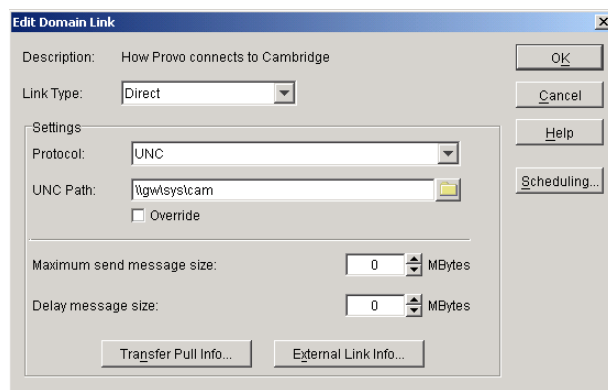 Edit Domain Link
Description: How Provo connects to Cambridge
OK
Link Type: Direct
Cancel
Settings
Help
Protocol: UNC
UNC Path: \\gw\sys\cam
Scheduling...
Override
Maximum send message size: 0 MBytes
Delay message size: 0 MBytes
Transfer Pull Info... External Link Info...